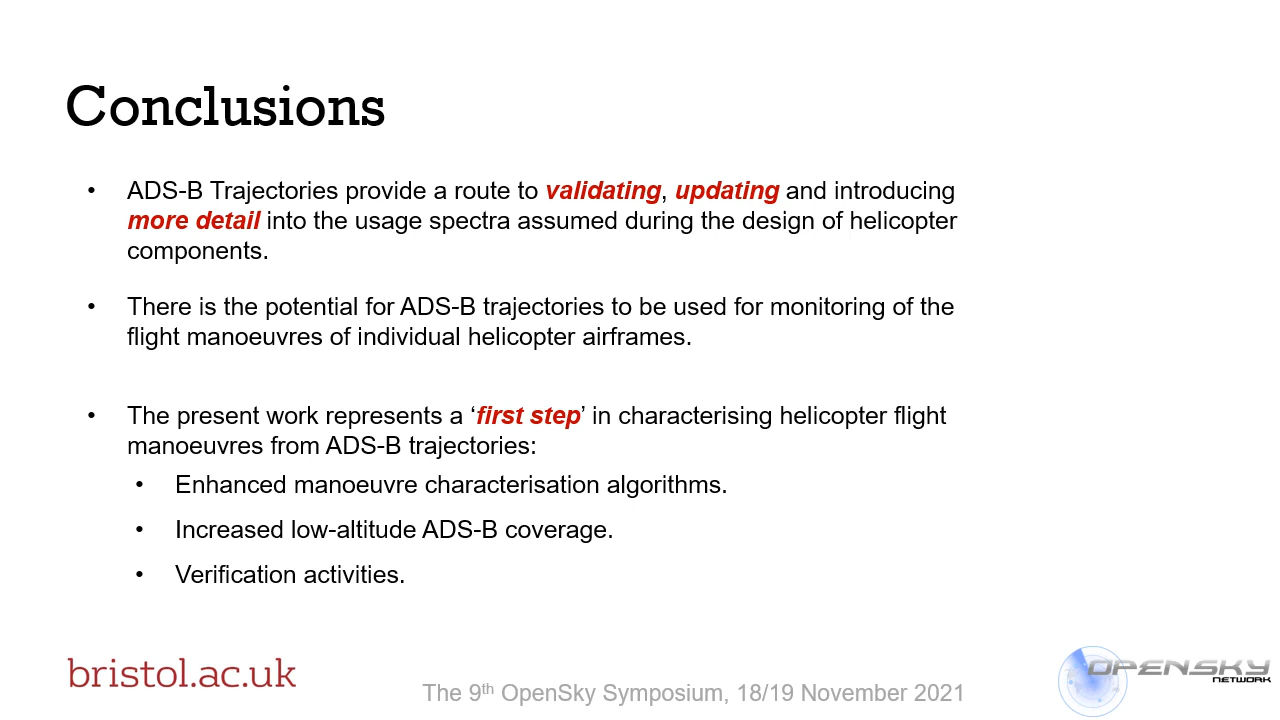 Conclusions
• ADS-B Trajectories provide a route to validating, updating and introducing
more detail into the usage spectra assumed during the design of helicopter
components.
• There is the potential for ADS-B trajectories to be used for monitoring of the
flight manoeuvres of individual helicopter airframes.
• The present work represents a ‘first step’ in characterising helicopter flight
manoeuvres from ADS-B trajectories:
• Enhanced manoeuvre characterisation algorithms.
• Increased low-altitude ADS-B coverage.
• Verification activities.
bristol.ac.uk
The 9th OpenSky Symposium, 18/19 November 2021
OPENSKY
NETWORK